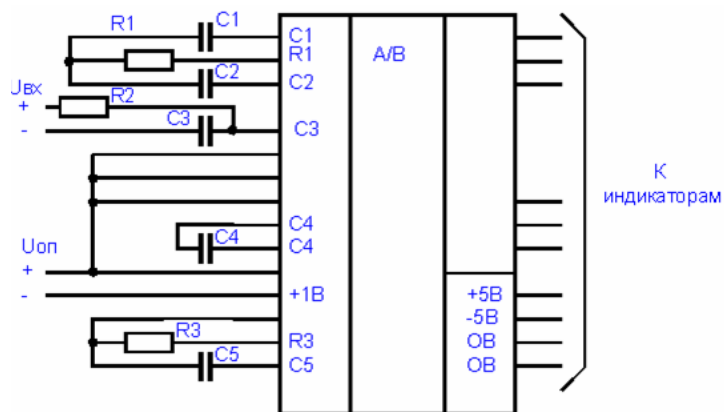 R1 C1
C1
R1
A/B
C2
C2
Uвх
R2
+
C3
-
C3
К
индикаторам
C4
C4
C4
Uоп
+
-
+1В
+5В
-5В
R3
R3
ОВ
C5
C5
ОВ